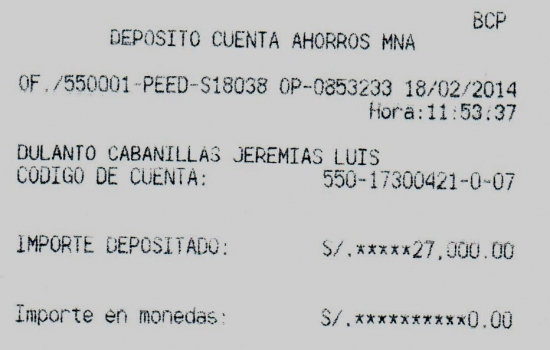 BCP
DEPOSITO CUENTA AHORROS MNA
OF./550001-PEED-S18038 OP-0853233 18/02/2014
Hora:11:53:37
DULANTO CABANILLAS JEREMIAS LUIS
CODIGO DE CUENTA: 550-17300421-0-07
IMPORTE DEPOSITADO: S/.*****27,000.00
Importe en monedas: S/.**********0.00